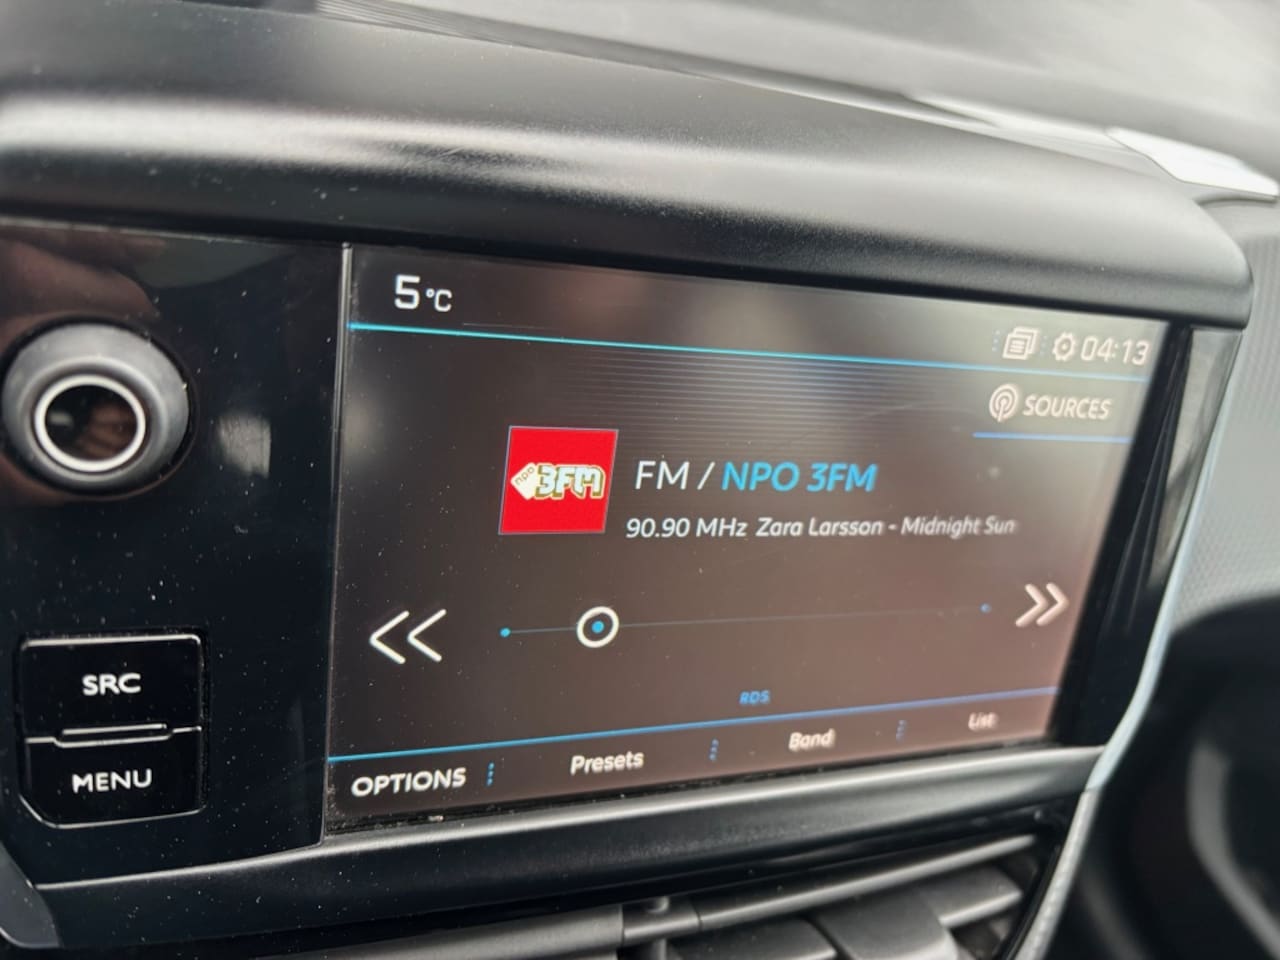 5°C
04:13
SOURCES
npo 3FM
FM / NPO 3FM
90.90 MHz Zara Larsson - Midnight Sun
RDS
SRC
MENU
OPTIONS
Presets
Band
List